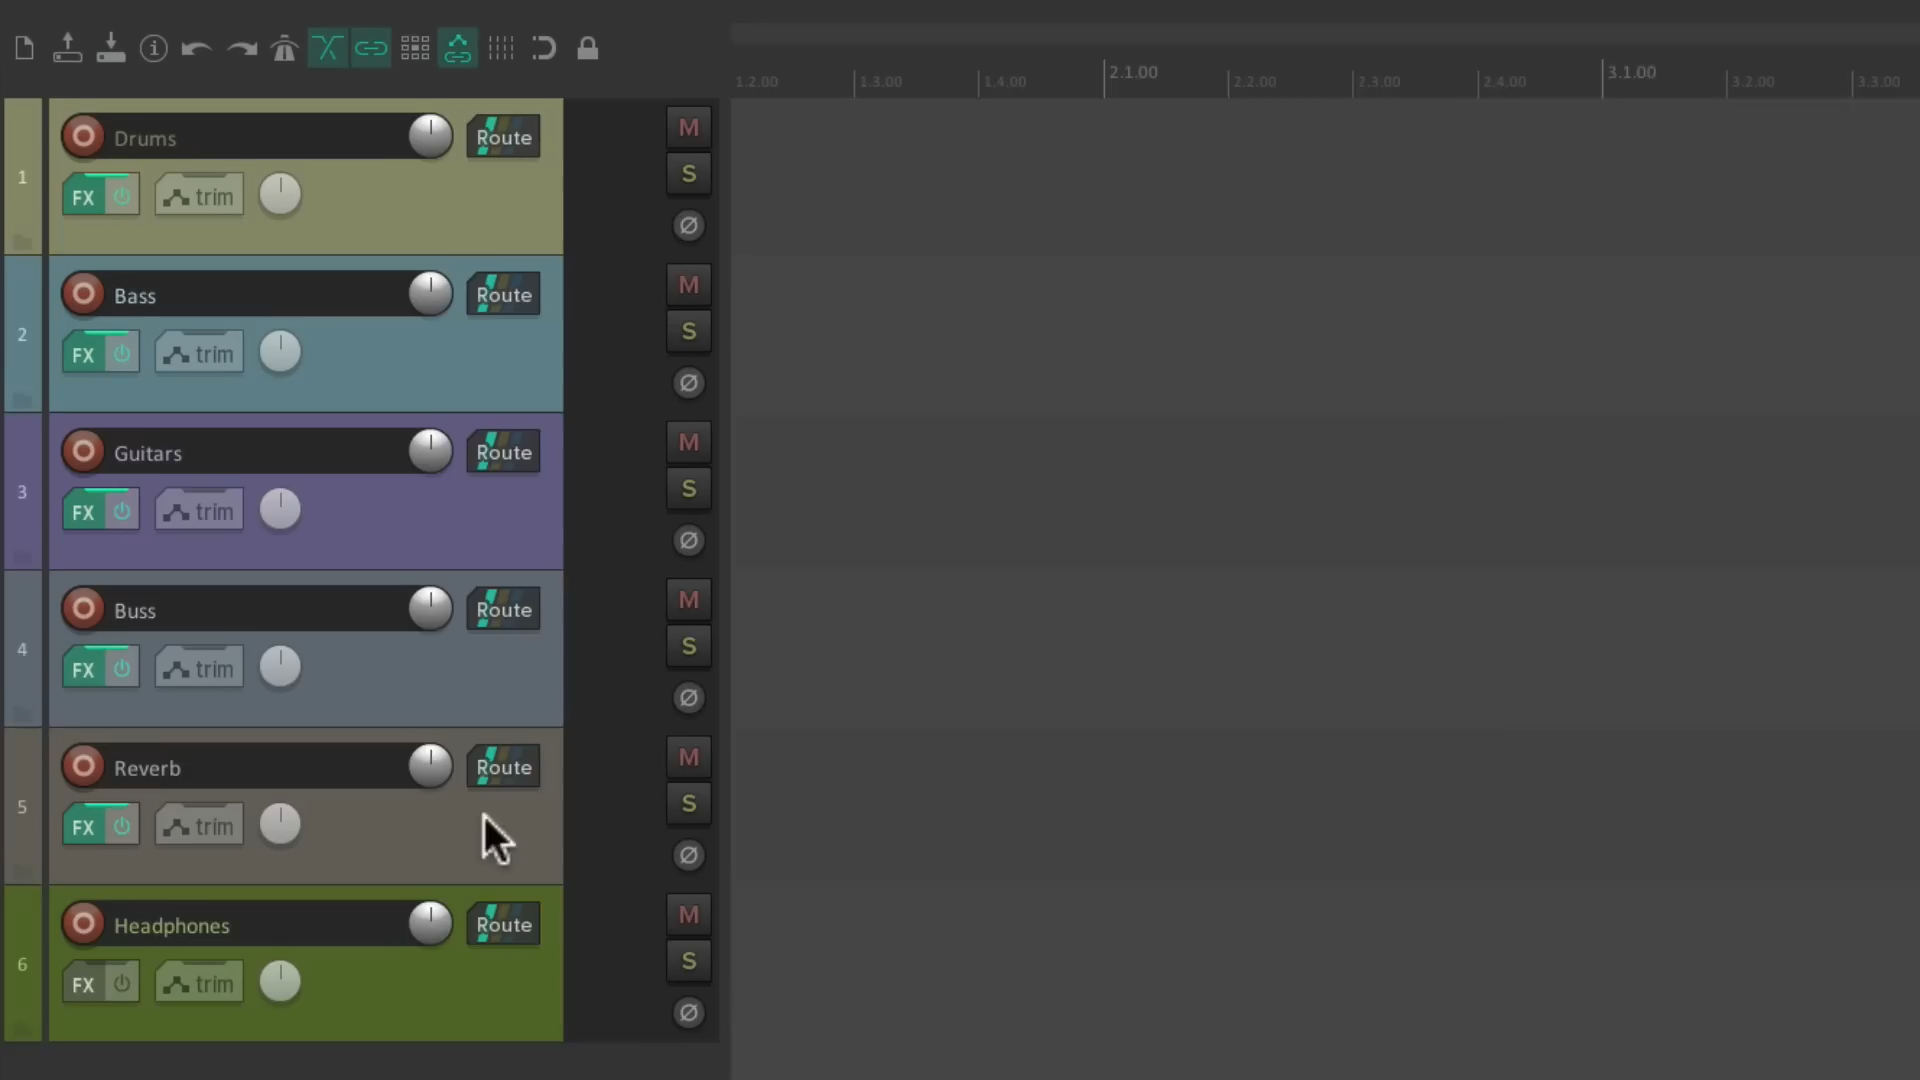 1.2.00 1.3.00 1.4.00 2.1.00 2.2.00 2.3.00 2.4.00 3.1.00 3.2.00 3.3.00
1 Drums Route M
FX trim S
Ø
2 Bass Route M
FX trim S
Ø
3 Guitars Route M
FX trim S
Ø
4 Buss Route M
FX trim S
Ø
5 Reverb Route M
FX trim S
Ø
6 Headphones Route M
FX trim S
Ø